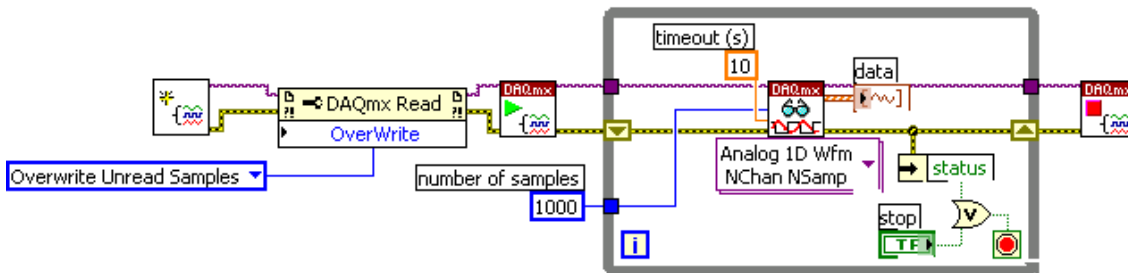 timeout (s)
10
data
DAQmx
DAQmx Read
OverWrite
DAQmx
DAQmx
Analog 1D Wfm
NChan NSamp
Overwrite Unread Samples
number of samples
1000
status
stop
TF
i
V